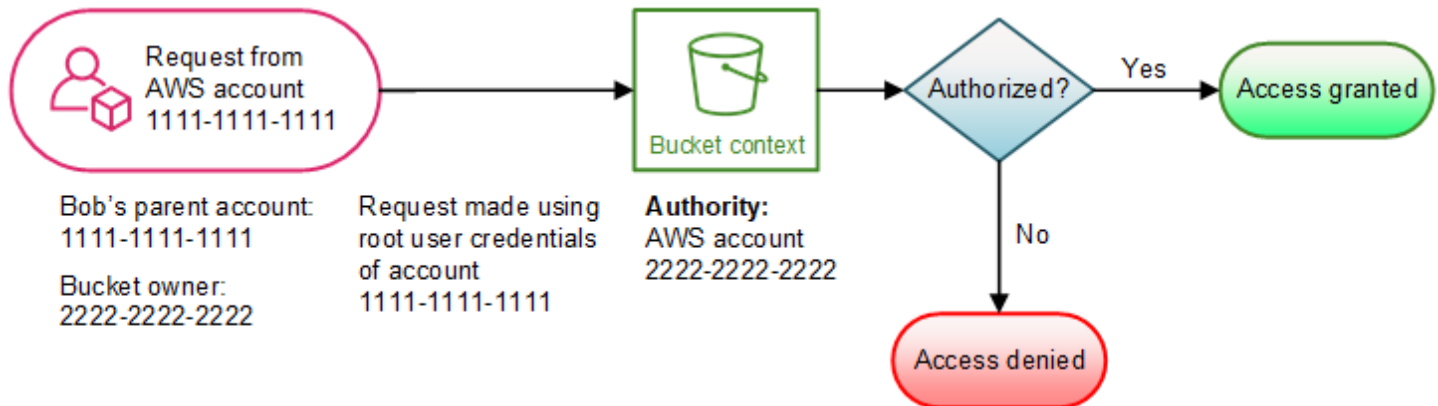 Request from
AWS account
1111-1111-1111
Bucket context
Authorized?
Yes
Access granted
Bob's parent account:
1111-1111-1111
Bucket owner:
2222-2222-2222
Request made using
root user credentials
of account
1111-1111-1111
Authority:
AWS account
2222-2222-2222
No
Access denied